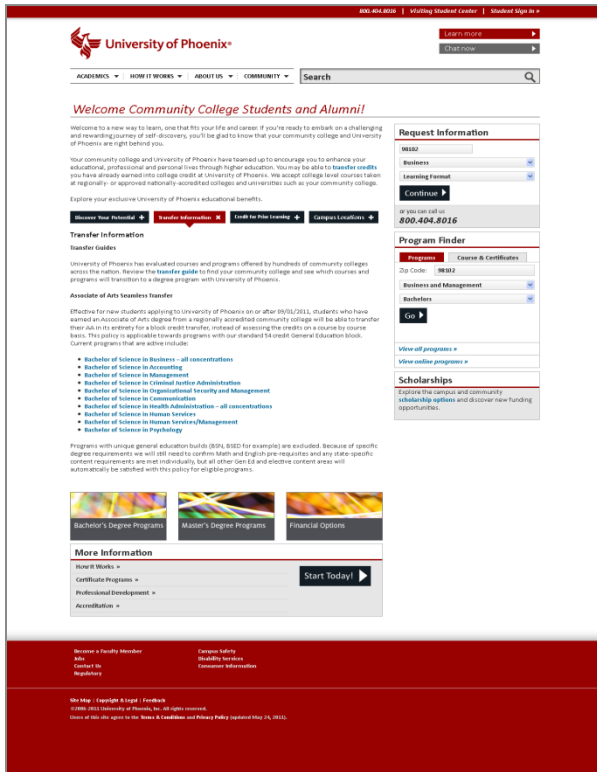 800.404.8016 | Visiting Student Center | Student Sign in »
University of Phoenix®
Learn more
Chat now
ACADEMICS HOW IT WORKS ABOUT US COMMUNITY Search
Welcome Community College Students and Alumni!
Welcome to a new way to learn, one that fits your life and career. If you're ready to embark on a challenging
and rewarding journey of self-discovery, you'll be glad to know that your community college and University
of Phoenix are right behind you.
Your community college and University of Phoenix have teamed up to encourage you to enhance your
educational, professional and personal lives through higher education. You may be able to transfer credits
you have already entered into college credit at University of Phoenix. We accept college level courses taken
at regionally- or approved nationally-accredited colleges and universities such as your community college.
Explore your exclusive University of Phoenix educational benefits.
Discover Your Potential + Transfer Information × Credit for Prior Learning + Campus Locations +
Transfer Information
Transfer Guides
University of Phoenix has evaluated courses and programs offered by hundreds of community colleges
across the nation. Review the transfer guide to find your community college and see which courses and
programs will transition to a degree program with University of Phoenix.
Associate of Arts Seamless Transfer
Effective for new students applying to University of Phoenix on or after 09/01/2011, students who have
earned an Associate of Arts degree from a regionally accredited community college will be able to transfer
their AA in its entirety for a block credit transfer, instead of assessing the credits on a course by course
basis. This policy is applicable towards programs with our standard 54 credit General Education block.
Current programs that are active include:
Bachelor of Science in Business – all concentrations
Bachelor of Science in Accounting
Bachelor of Science in Management
Bachelor of Science in Criminal Justice Administration
Bachelor of Science in Organizational Security and Management
Bachelor of Science in Communication
Bachelor of Science in Health Administration – all concentrations
Bachelor of Science in Human Services
Bachelor of Science in Human Services/Management
Bachelor of Science in Psychology
Programs with unique general education builds (BSN, BSED for example) are excluded. Because of specific
degree requirements we will still need to confirm Math and English pre-requisites and any state-specific
content requirements are met individually, but all other Gen Ed and elective content areas will
automatically be satisfied with this policy for eligible programs.
Bachelor's Degree Programs
Master's Degree Programs
Financial Options
More Information
How It Works »
Certificate Programs »
Professional Development »
Accreditation »
Start Today!
Request Information
98102
Business
Learning Format
Continue
or you can call us
800.404.8016
Program Finder
Programs Course & Certificates
Zip Code: 98102
Business and Management
Bachelors
Go
View all programs »
View online programs »
Scholarships
Explore the campus and community
scholarship options and discover new funding
opportunities.
Become a Faculty Member
Jobs
Contact Us
Regulatory
Campus Safety
Disability Services
Consumer Information
Site Map | Copyright & Legal | Feedback
©2006-2011 University of Phoenix, Inc. All rights reserved.
Users of this site agree to the Terms & Conditions and Privacy Policy (updated May 24, 2011).